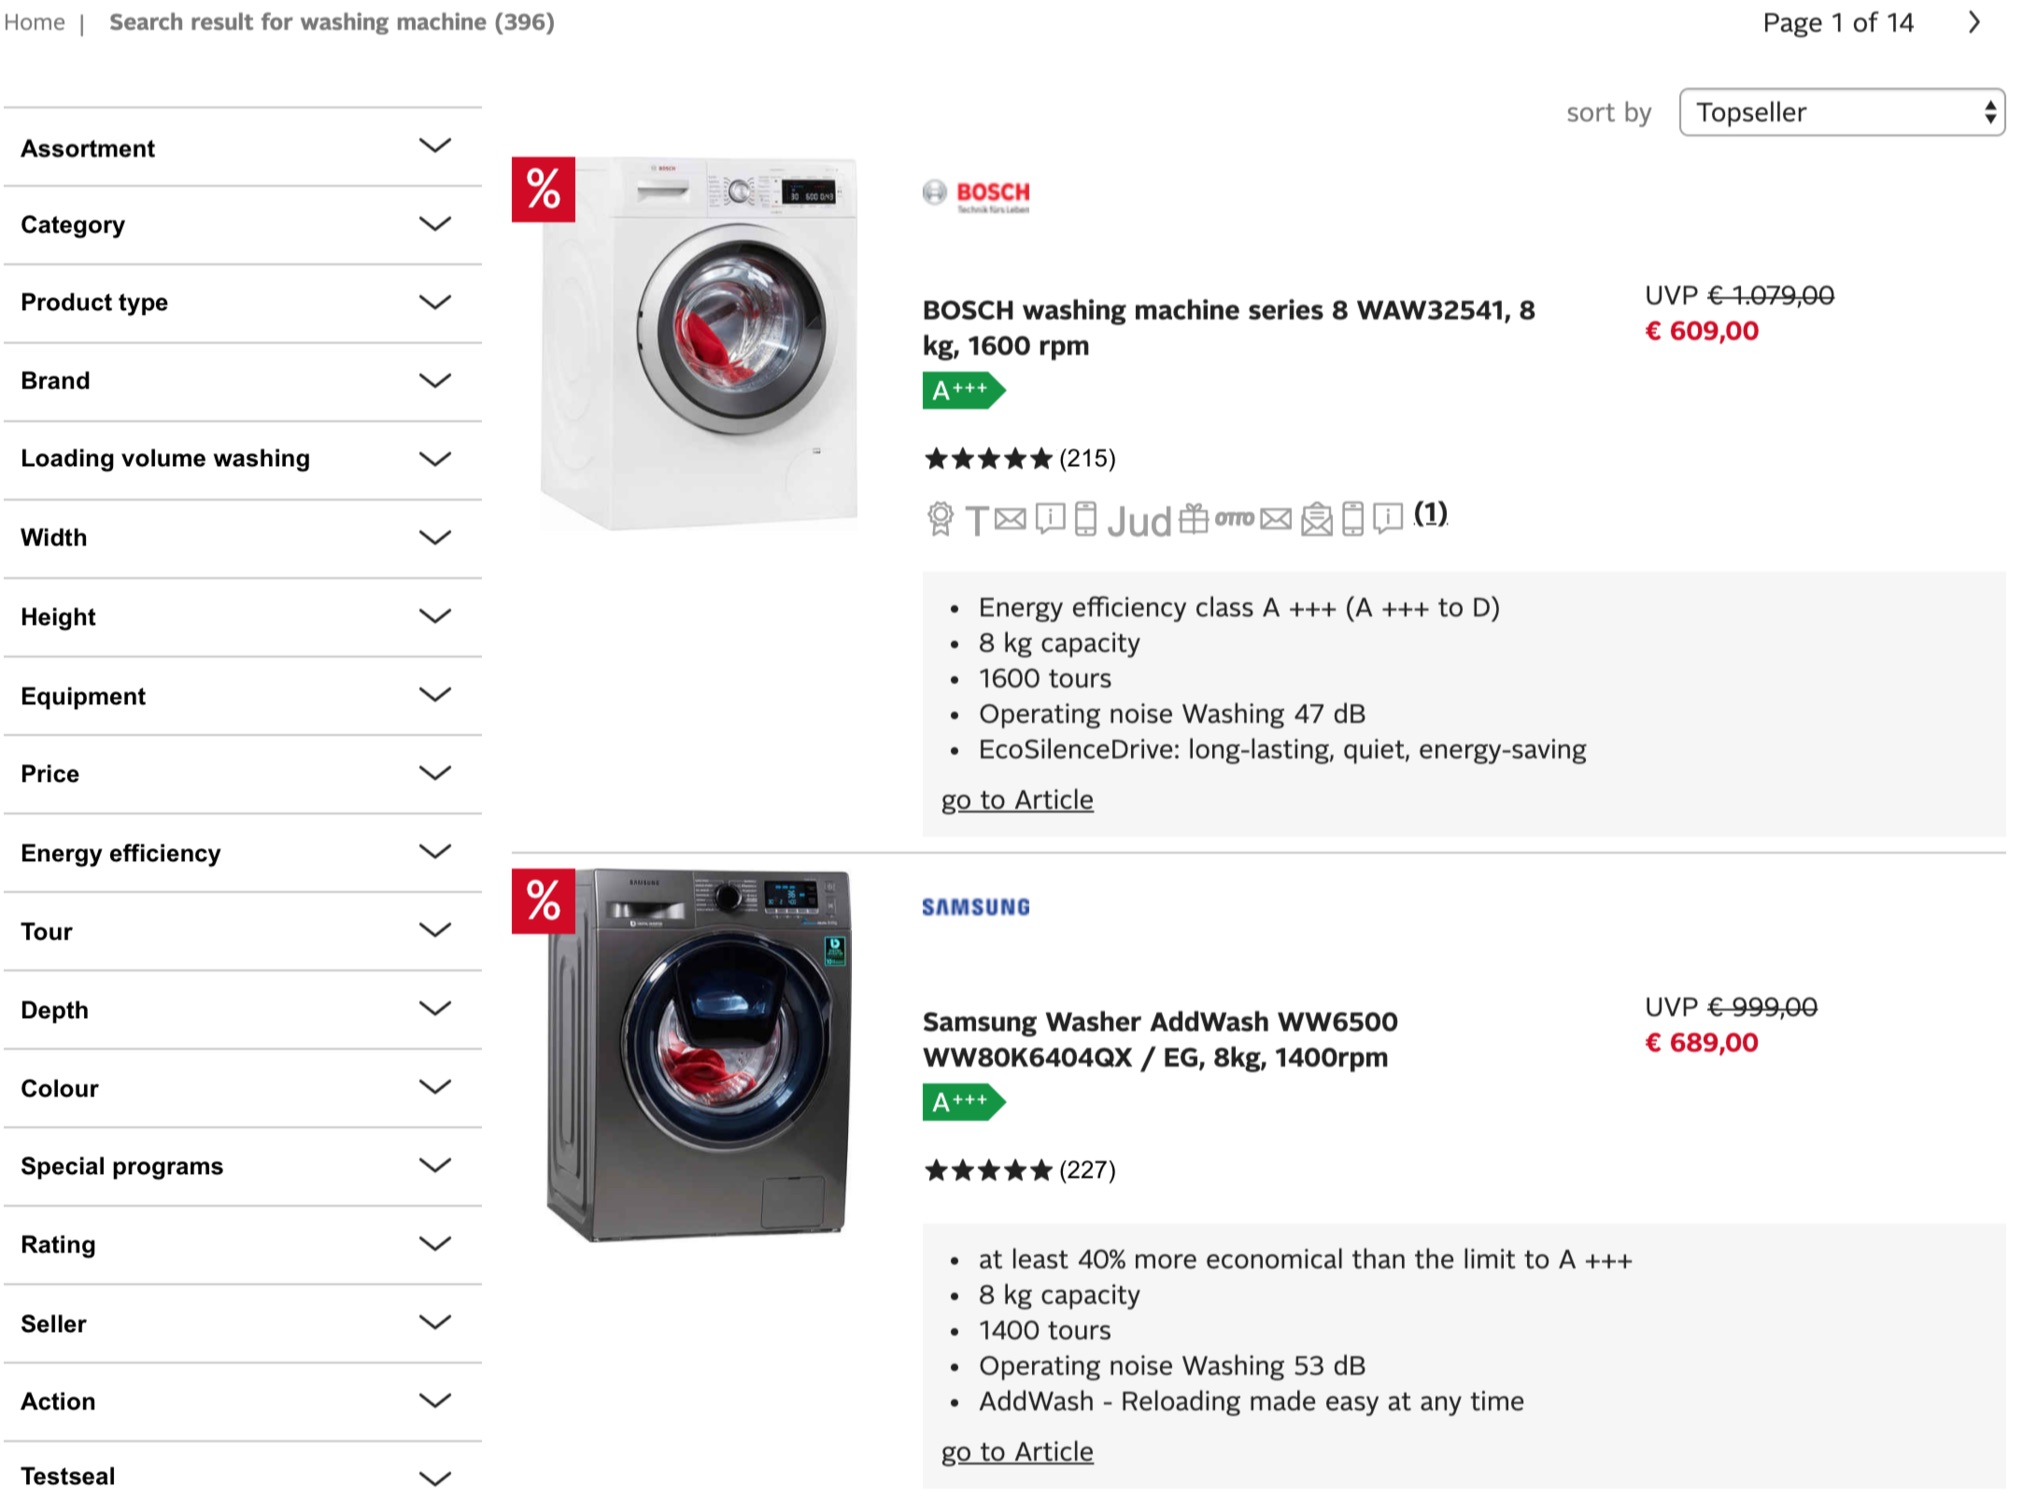 Home | Search result for washing machine (396)
Page 1 of 14
sort by Topseller
Assortment
Category
Product type
Brand
Loading volume washing
Width
Height
Equipment
Price
Energy efficiency
Tour
Depth
Colour
Special programs
Rating
Seller
Action
Testseal
%
BOSCH
Technik fürs Leben
BOSCH washing machine series 8 WAW32541, 8
kg, 1600 rpm
UVP € 1.079,00
€ 609,00
A+++
(215)
T Jud OTTO (1)
• Energy efficiency class A +++ (A +++ to D)
• 8 kg capacity
• 1600 tours
• Operating noise Washing 47 dB
• EcoSilenceDrive: long-lasting, quiet, energy-saving
go to Article
%
SAMSUNG
SAMSUNG
Samsung Washer AddWash WW6500
WW80K6404QX / EG, 8kg, 1400rpm
UVP € 999,00
€ 689,00
A+++
(227)
• at least 40% more economical than the limit to A +++
• 8 kg capacity
• 1400 tours
• Operating noise Washing 53 dB
• AddWash - Reloading made easy at any time
go to Article